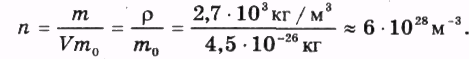 n = m / Vm₀ = ρ / m₀ = 2,7 · 10³ кг / м³ / 4,5 · 10⁻²⁶ кг ≈ 6 · 10²⁸ м⁻³.